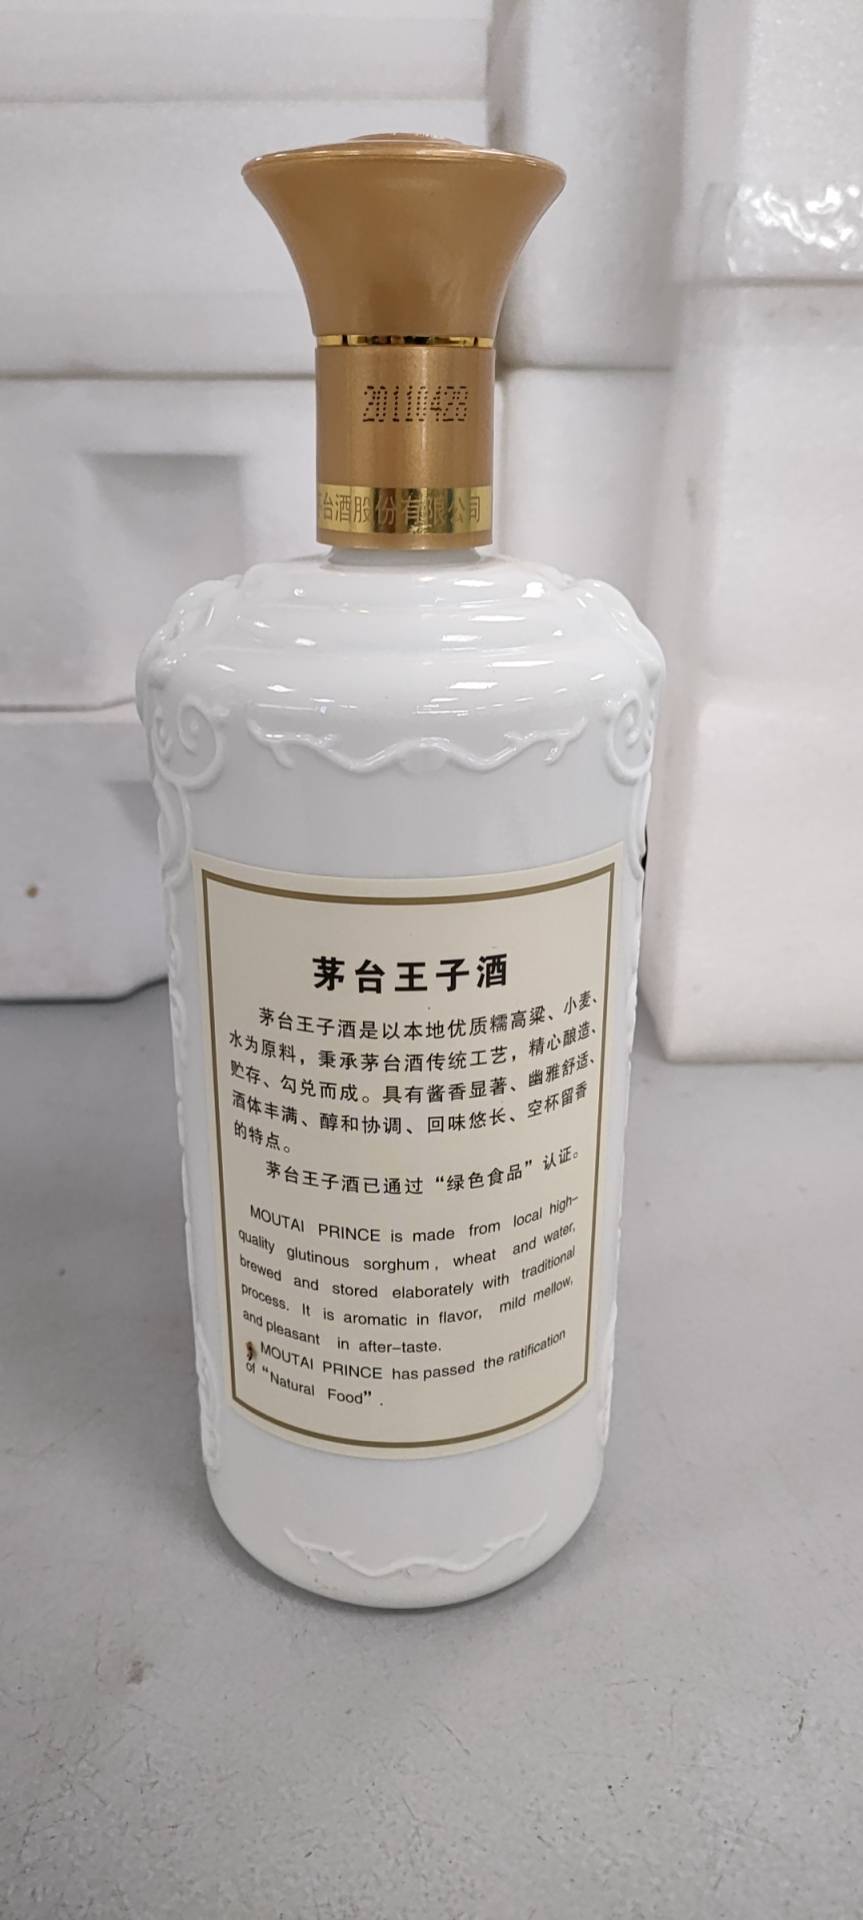 20110428
台酒股份有限公司
茅台王子酒
茅台王子酒是以本地优质糯高粱、小麦、
水为原料，秉承茅台酒传统工艺，精心酿造、
贮存、勾兑而成。具有酱香显著、幽雅舒适、
酒体丰满、醇和协调、回味悠长、空杯留香
的特点。
茅台王子酒已通过“绿色食品”认证。
MOUTAI PRINCE is made from local high-
quality glutinous sorghum, wheat and water,
brewed and stored elaborately with traditional
process. It is aromatic in flavor, mild mellow,
and pleasant in after-taste.
MOUTAI PRINCE has passed the ratification
of “Natural Food”.